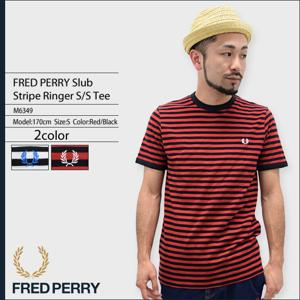 FRED PERRY Slub
Stripe Ringer S/S Tee
M6349
Model:170cm Size:S Color:Red/Black
2color
FRED PERRY